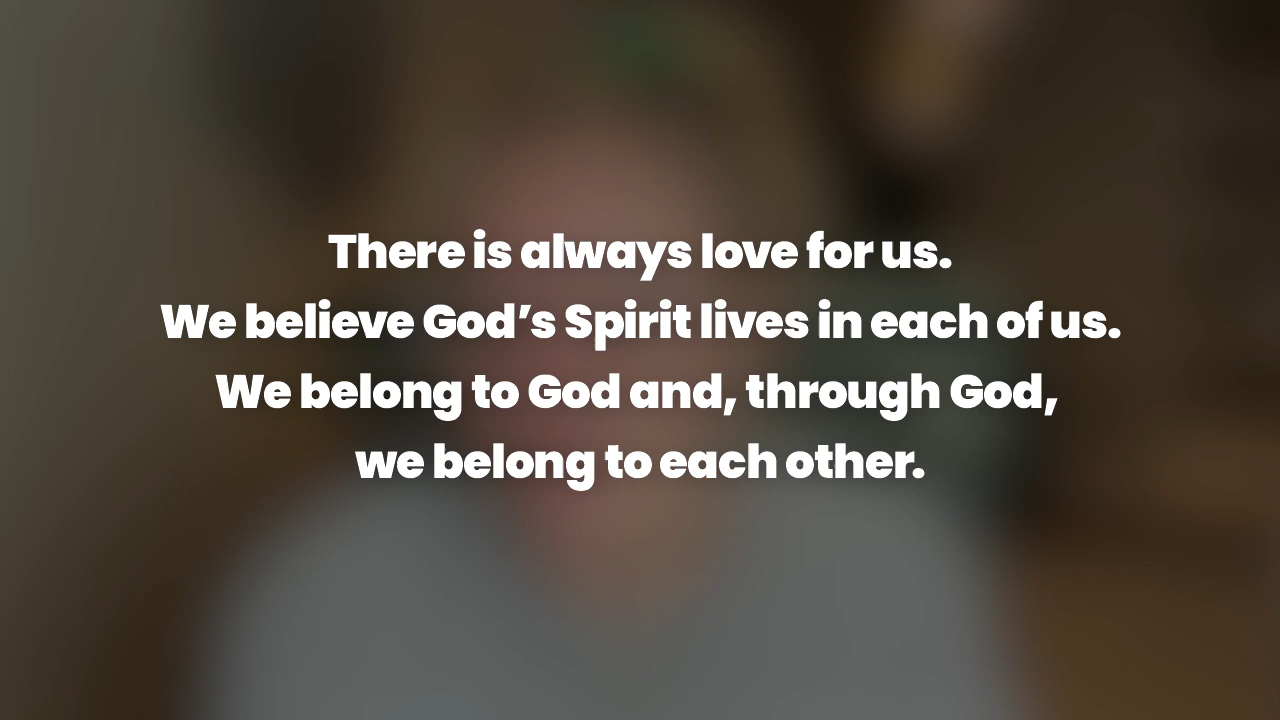 There is always love for us.
We believe God’s Spirit lives in each of us.
We belong to God and, through God,
we belong to each other.